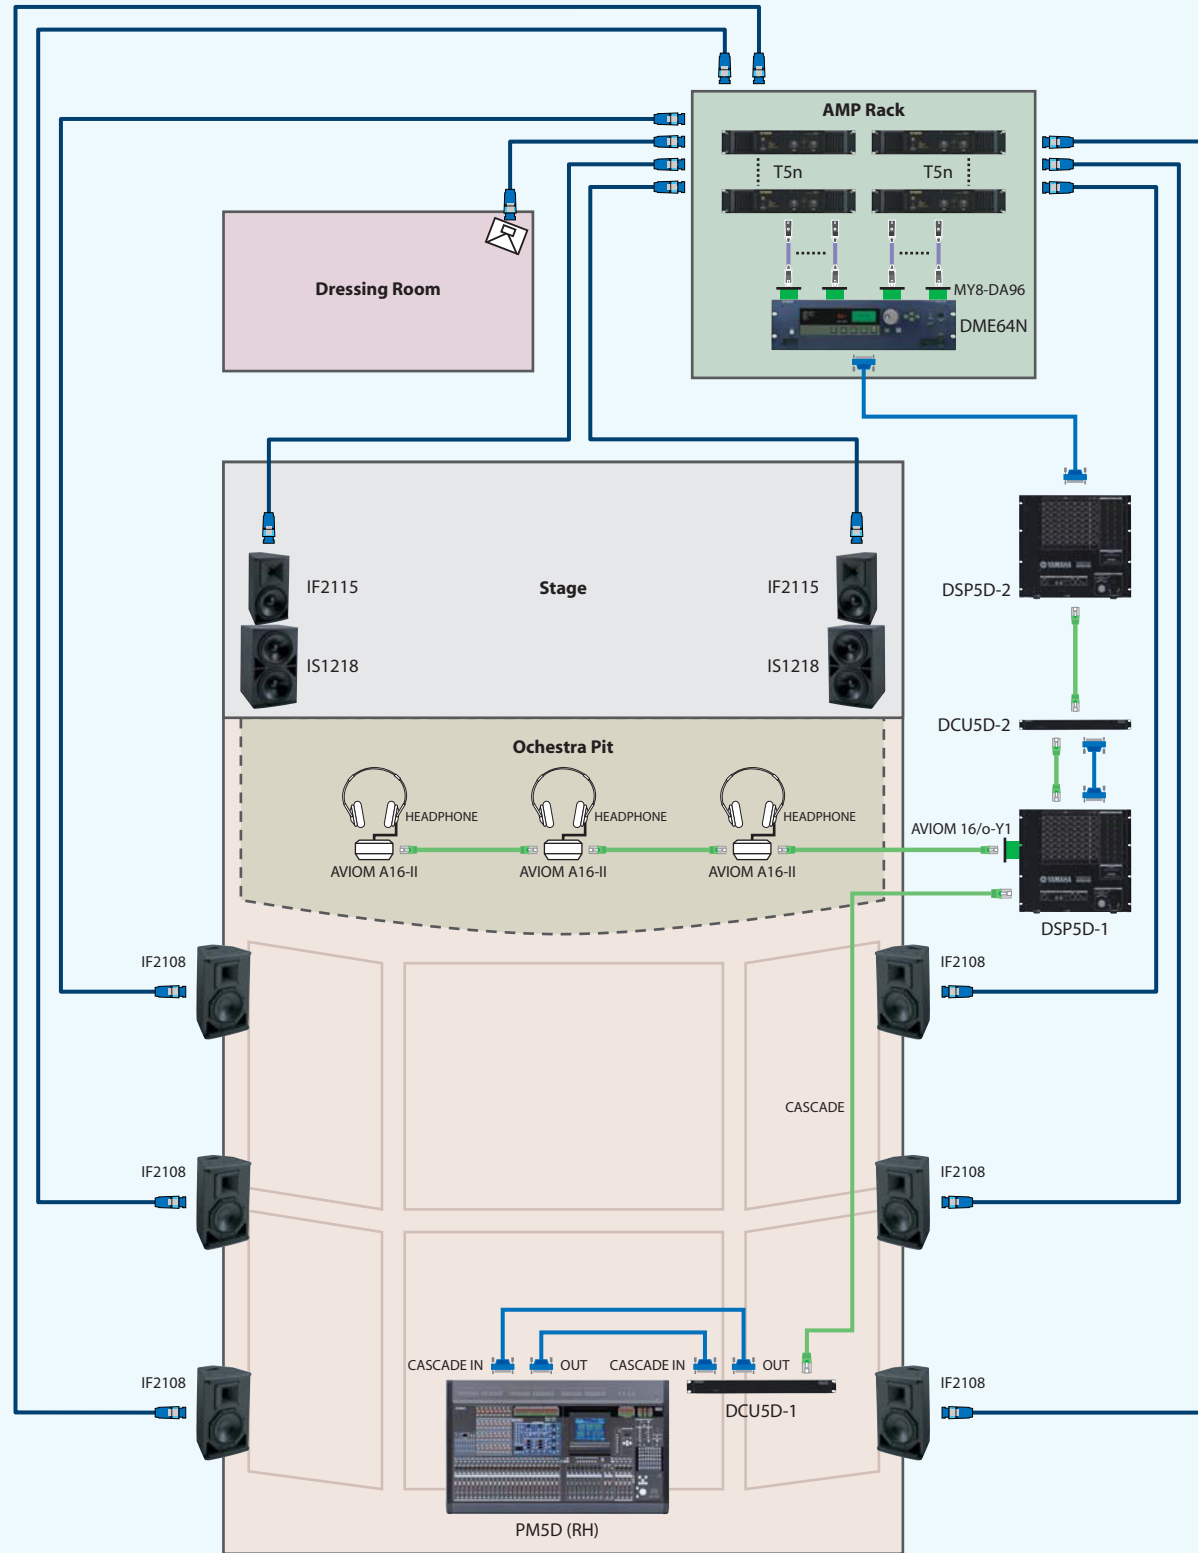 AMP Rack
T5n
T5n
Dressing Room
MY8-DA96
DME64N
IF2115
Stage
IF2115
DSP5D-2
YAMAHA
IS1218
IS1218
DCU5D-2
Ochestra Pit
HEADPHONE
HEADPHONE
HEADPHONE
AVIOM 16/o-Y1
AVIOM A16-II
AVIOM A16-II
AVIOM A16-II
YAMAHA
DSP5D-1
IF2108
IF2108
CASCADE
IF2108
IF2108
CASCADE IN
OUT
CASCADE IN
OUT
IF2108
IF2108
DCU5D-1
PM5D (RH)